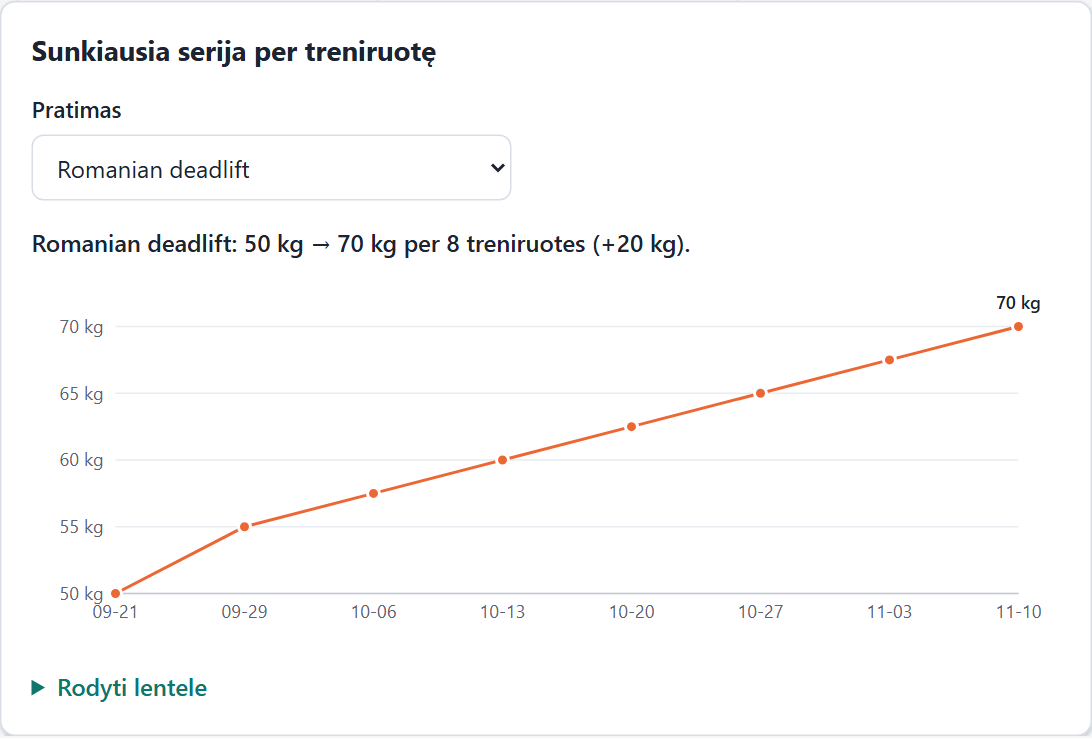 Sunkiausia serija per treniruotę
Pratimas
Romanian deadlift
Romanian deadlift: 50 kg → 70 kg per 8 treniruotes (+20 kg).
70 kg
70 kg
65 kg
60 kg
55 kg
50 kg
09-21 09-29 10-06 10-13 10-20 10-27 11-03 11-10
Rodyti lentele